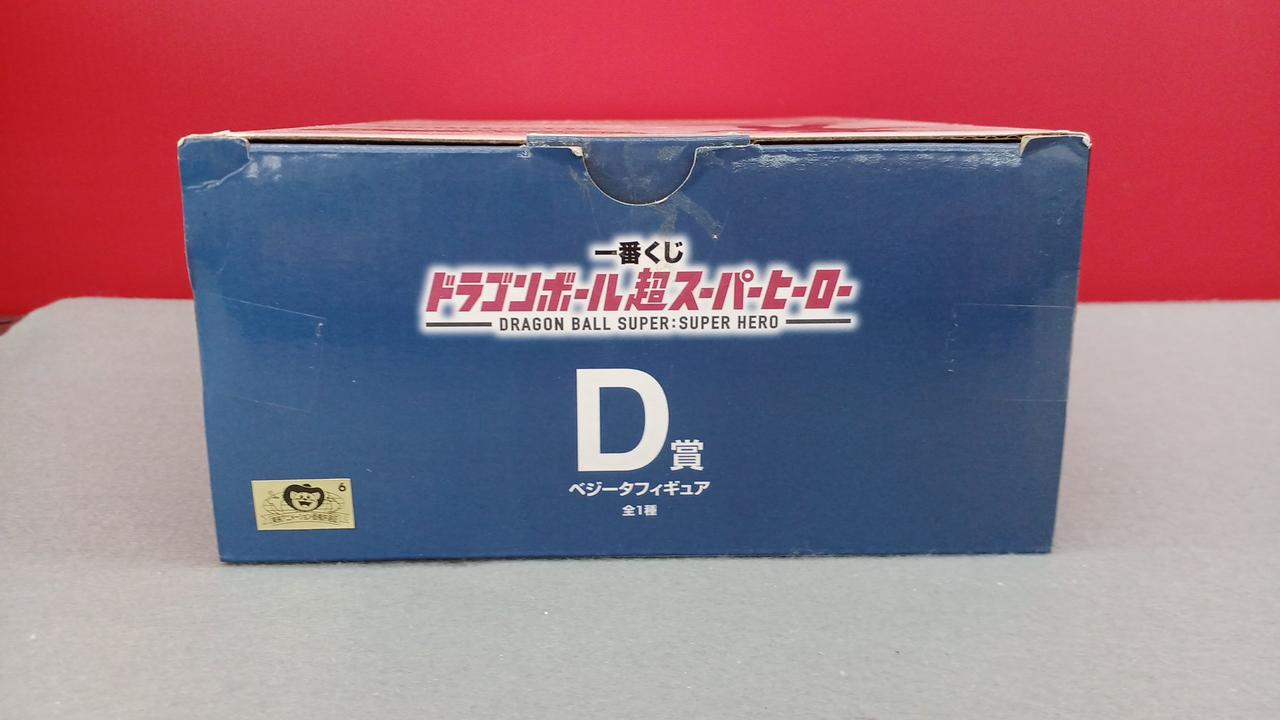 一番くじ
ドラゴンボール超スーパーヒーロー
DRAGON BALL SUPER:SUPER HERO
D賞
ベジータフィギュア
全1種
6